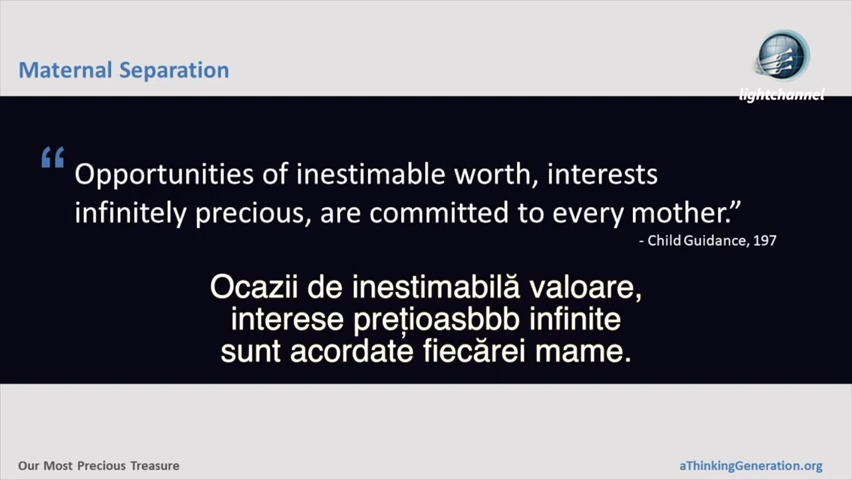 Maternal Separation
lightchannel
“Opportunities of inestimable worth, interests
infinitely precious, are committed to every mother.”
- Child Guidance, 197
Ocazii de inestimabilă valoare,
interese prețioasbbb infinite
sunt acordate fiecărei mame.
Our Most Precious Treasure
aThinkingGeneration.org